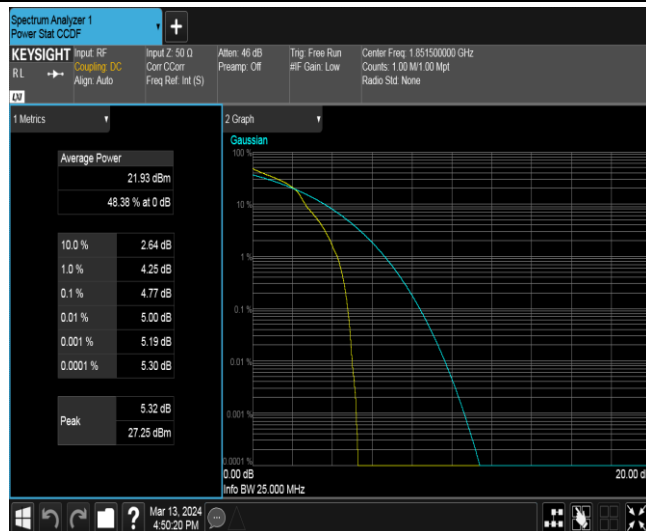 Spectrum Analyzer 1
Power Stat CCDF
+
KEYSIGHT
RL
LXI
Input: RF
Coupling: DC
Align: Auto
Input Z: 50 Ω
Corr CCorr
Freq Ref: Int (S)
Atten: 46 dB
Preamp: Off
Trig: Free Run
#IF Gain: Low
Center Freq: 1.851500000 GHz
Counts: 1.00 M/1.00 Mpt
Radio Std: None
1 Metrics
Average Power
21.93 dBm
48.38 % at 0 dB
10.0 % 2.64 dB
1.0 % 4.25 dB
0.1 % 4.77 dB
0.01 % 5.00 dB
0.001 % 5.19 dB
0.0001 % 5.30 dB
Peak
5.32 dB
27.25 dBm
2 Graph
Gaussian
100 %
10 %
1 %
0.1 %
0.01 %
0.001 %
0.0001 %
0.00 dB
20.00 d
Info BW 25.000 MHz
?
Mar 13, 2024
4:50:20 PM